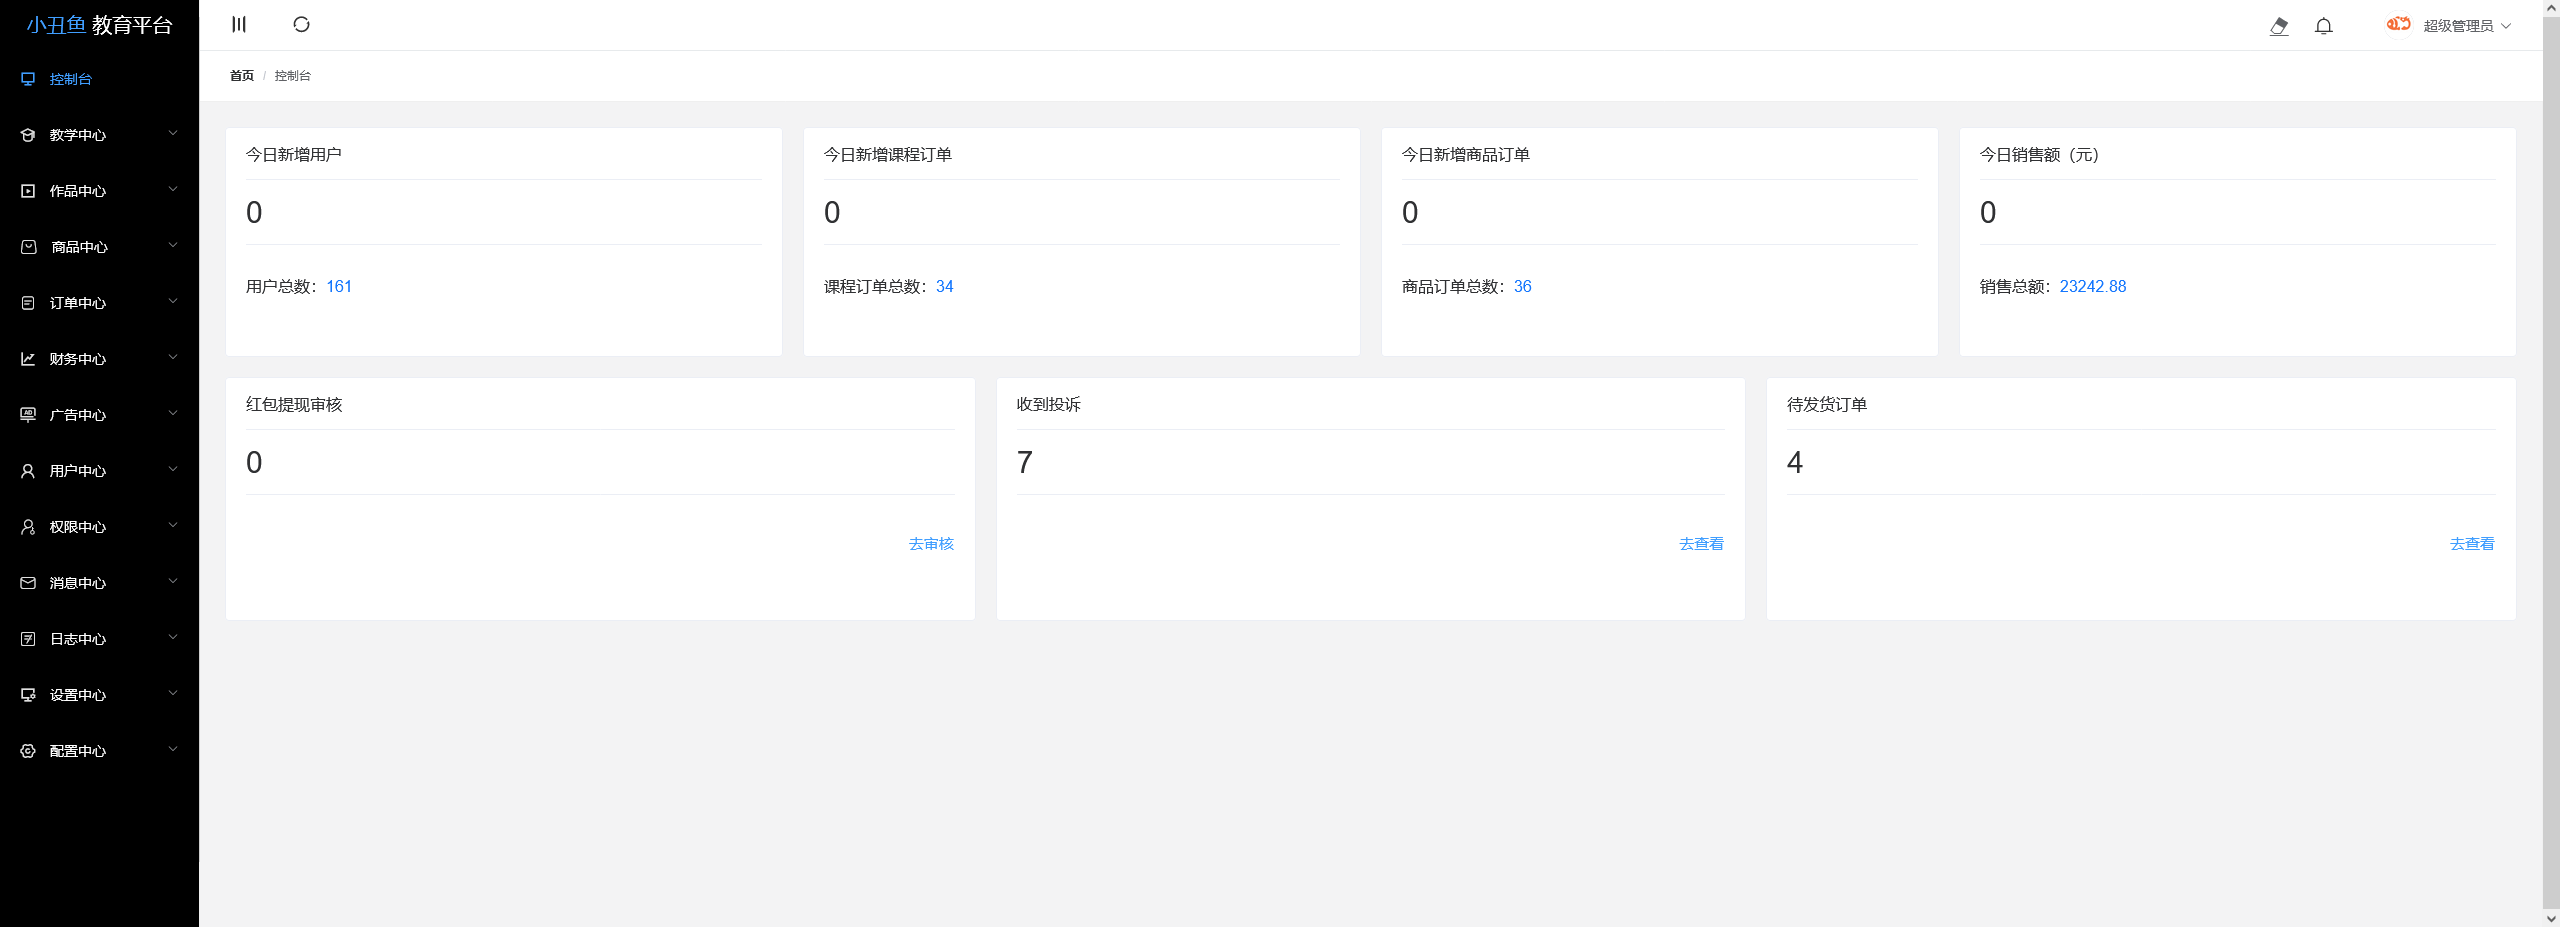 小丑鱼 教育平台
控制台
教学中心
作品中心
商品中心
订单中心
财务中心
广告中心
用户中心
权限中心
消息中心
日志中心
设置中心
配置中心
超级管理员
首页 / 控制台
今日新增用户
0
用户总数：161
今日新增课程订单
0
课程订单总数：34
今日新增商品订单
0
商品订单总数：36
今日销售额（元）
0
销售总额：23242.88
红包提现审核
0
去审核
收到投诉
7
去查看
待发货订单
4
去查看